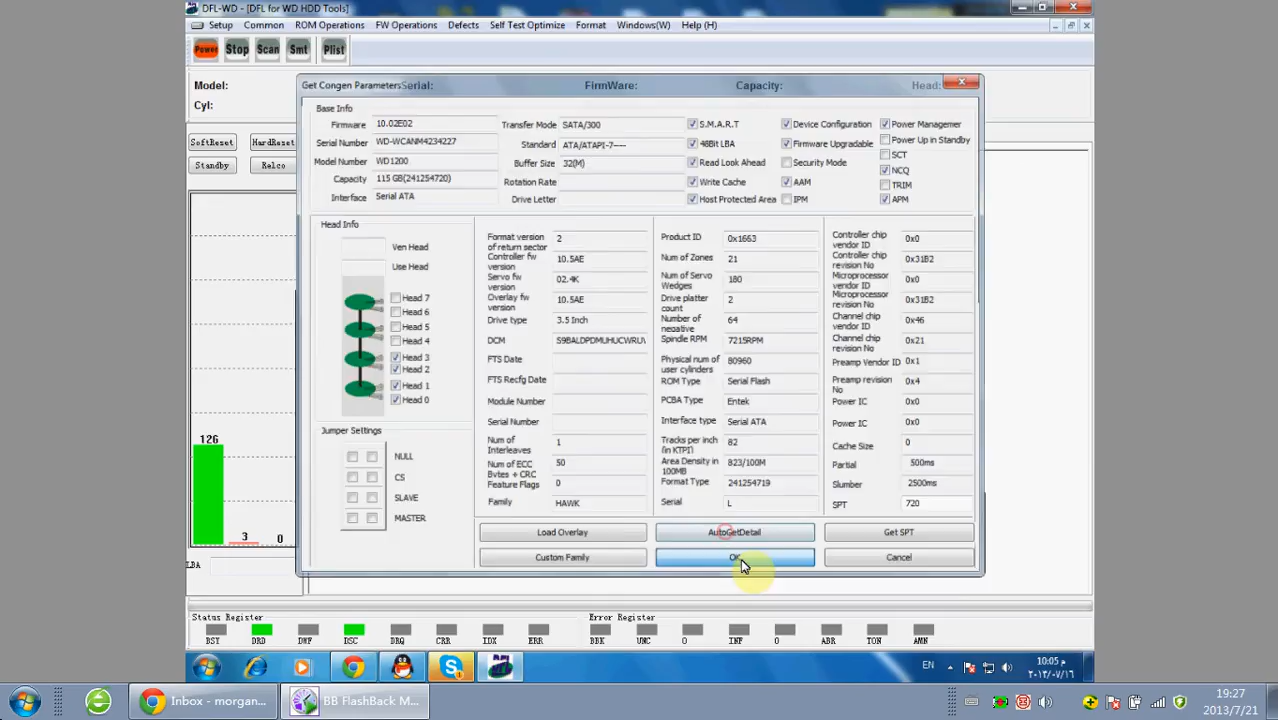 DFL-WD - [DFL for WD HDD Tools]
Setup Common ROM Operations FW Operations Defects Self Test Optimize Format Windows(W) Help (H)
Power Stop Scan Smt Plist
Model: Serial: FirmWare: Capacity: Head:
Cyl:
SoftReset HardReset
Standby Relco
126
3
0
LBA
Get Congen Parameters
Base Info
Firmware 10.02E02
Serial Number WD-WCANM4234227
Model Number WD1200
Capacity 115 GB(241254720)
Interface Serial ATA
Transfer Mode SATA/300
Standard ATA/ATAPI-7----
Buffer Size 32(M)
Rotation Rate
Drive Letter
S.M.A.R.T
48Bit LBA
Read Look Ahead
Write Cache
Host Protected Area
Device Configuration
Firmware Upgradable
Security Mode
AAM
IPM
Power Managemer
Power Up in Standby
SCT
NCQ
TRIM
APM
Head Info
Ven Head
Use Head
Head 7
Head 6
Head 5
Head 4
Head 3
Head 2
Head 1
Head 0
Jumper Settings
NULL
CS
SLAVE
MASTER
Format version
of return sector 2
Controller fw
version 10.5AE
Servo fw
version 02.4K
Overlay fw
version 10.5AE
Drive type 3.5 Inch
DCM S9BALDPDMUHUCWRUV
FTS Date
FTS Recfg Date
Module Number
Serial Number
Num of
Interleaves 1
Num of ECC
Bytes + CRC 50
Feature Flags 0
Family HAWK
Product ID 0x1663
Num of Zones 21
Num of Servo
Wedges 180
Drive platter
count 2
Number of
negative 64
Spindle RPM 7215RPM
Physical num of
user cylinders 80960
ROM Type Serial Flash
PCBA Type Entek
Interface type Serial ATA
Tracks per inch
(in KTPI) 82
Area Density in
100MB 823/100M
Format Type 241254719
Serial L
Controller chip
vendor ID 0x0
Controller chip
revision No 0x31B2
Microprocessor
vendor ID 0x0
Microprocessor
revision No 0x31B2
Channel chip
vendor ID 0x46
Channel chip
revision No 0x21
Preamp Vendor ID 0x1
Preamp revision
No 0x4
Power IC 0x0
Power IC 0x0
Cache Size 0
Partial 500ms
Slumber 2500ms
SPT 720
Load Overlay AutoGetDetail Get SPT
Custom Family OK Cancel
Status Register
BSY DRD DWF DSC DRQ CRR IDX ERR
Error Register
BBK UNC 0 INF 0 ABR TON AMN
EN
10:05 م
٢٠١٣/٠٧/١٦
Inbox - morgan...
BB FlashBack M...
19:27
2013/7/21